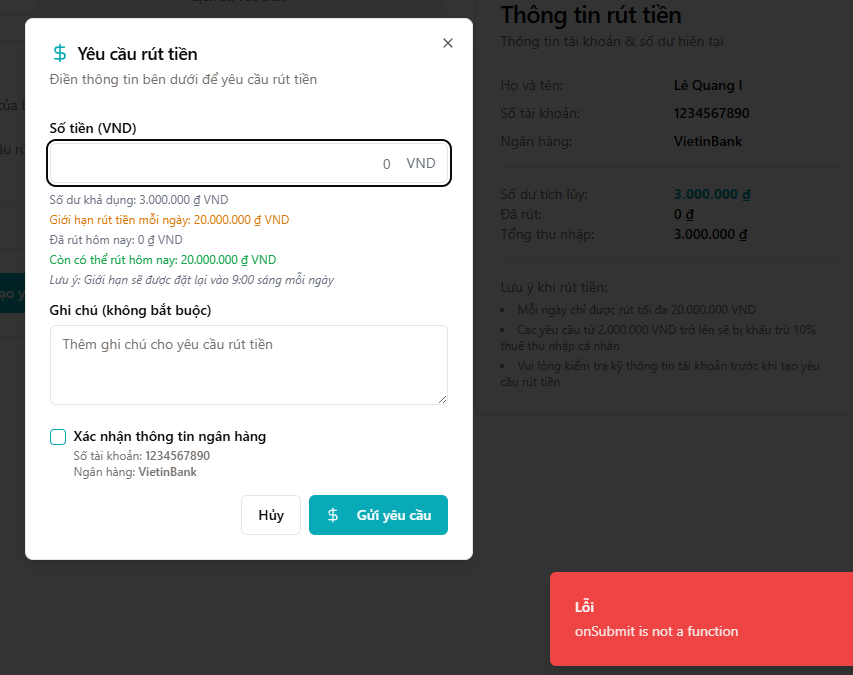 Yêu cầu rút tiền
Điền thông tin bên dưới để yêu cầu rút tiền
Số tiền (VND)
0 VND
Số dư khả dụng: 3.000.000 ₫ VND
Giới hạn rút tiền mỗi ngày: 20.000.000 ₫ VND
Đã rút hôm nay: 0 ₫ VND
Còn có thể rút hôm nay: 20.000.000 ₫ VND
Lưu ý: Giới hạn sẽ được đặt lại vào 9:00 sáng mỗi ngày
Ghi chú (không bắt buộc)
Thêm ghi chú cho yêu cầu rút tiền
Xác nhận thông tin ngân hàng
Số tài khoản: 1234567890
Ngân hàng: VietinBank
Hủy
$ Gửi yêu cầu
Thông tin rút tiền
Thông tin tài khoản & số dư hiện tại
Họ và tên: Lê Quang I
Số tài khoản: 1234567890
Ngân hàng: VietinBank
Số dư tích lũy: 3.000.000 ₫
Đã rút: 0 ₫
Tổng thu nhập: 3.000.000 ₫
Lưu ý khi rút tiền:
• Mỗi ngày chỉ được rút tối đa 20.000.000 VND
• Các yêu cầu từ 2.000.000 VND trở lên sẽ bị khấu trừ 10%
thuế thu nhập cá nhân
• Vui lòng kiểm tra kỹ thông tin tài khoản trước khi tạo yêu
cầu rút tiền
Lỗi
onSubmit is not a function